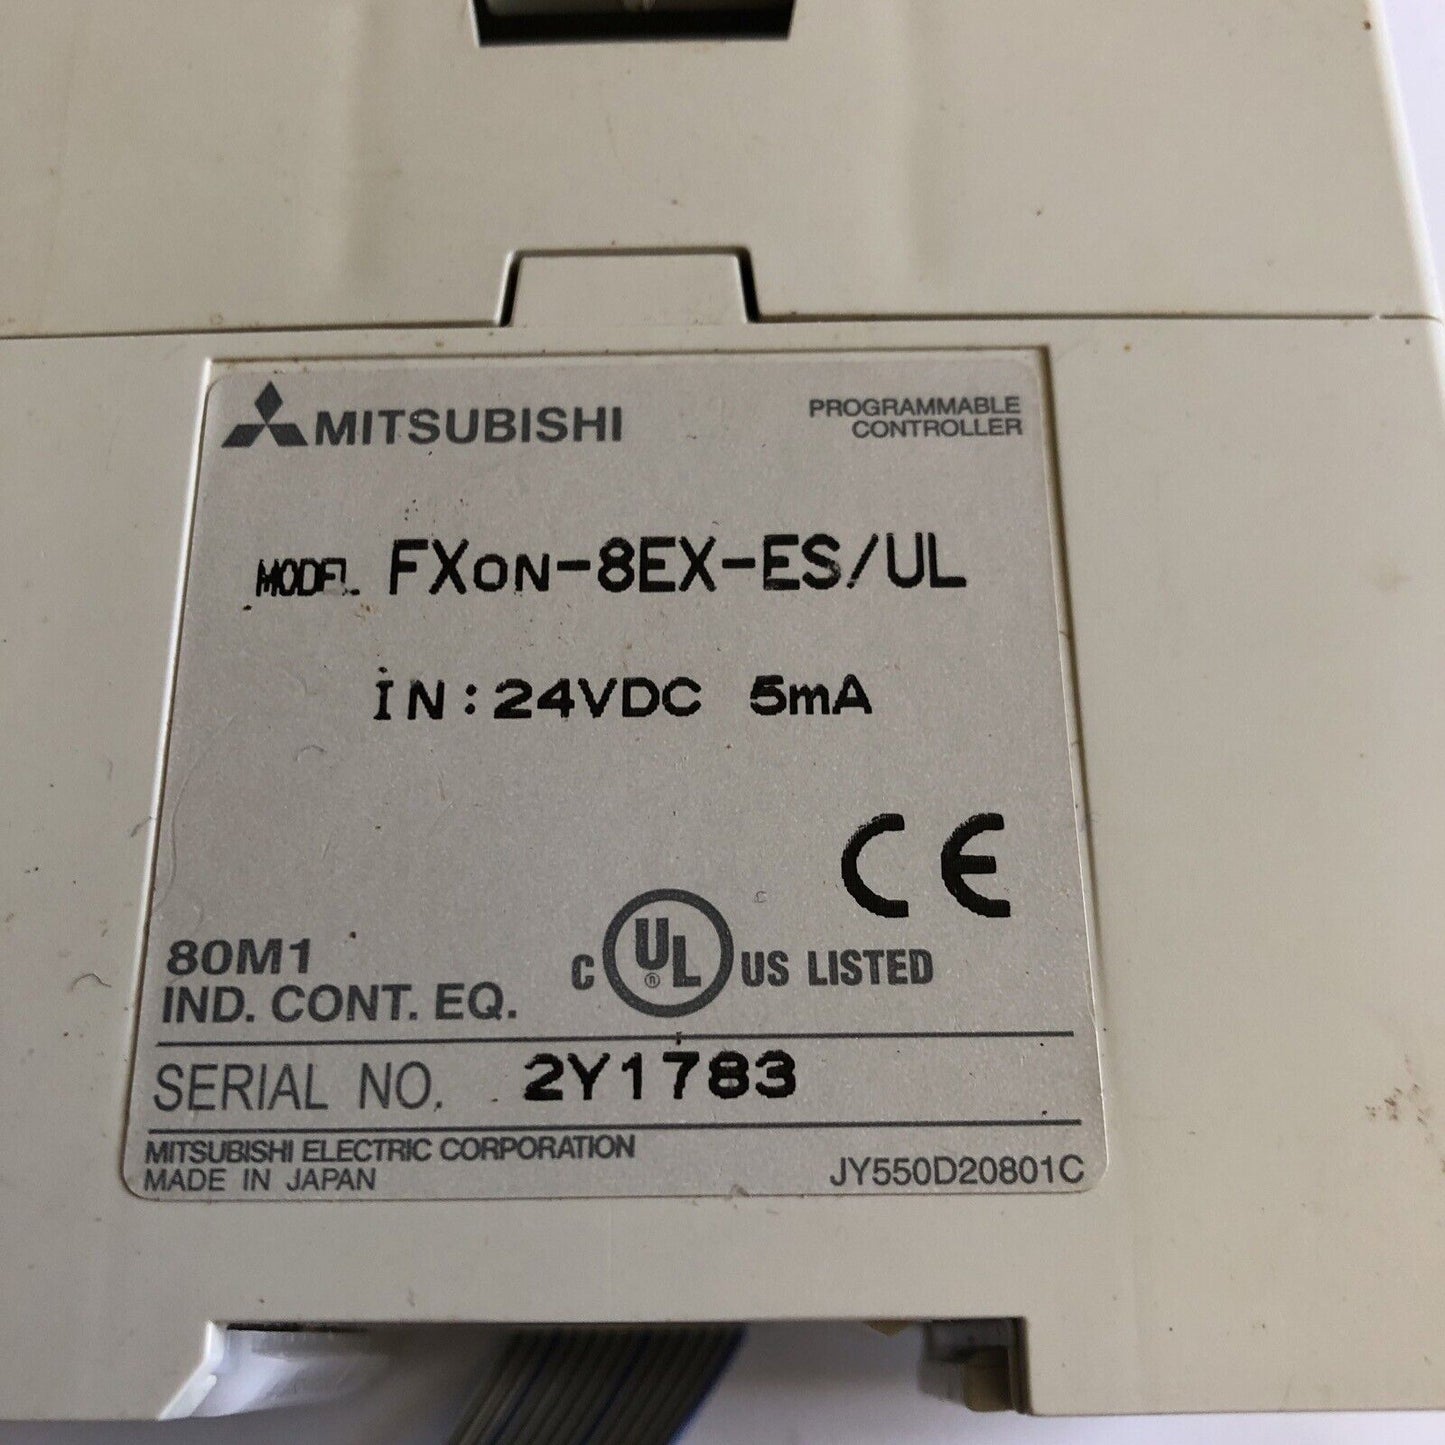 MITSUBISHI
PROGRAMMABLE
CONTROLLER
MODEL FX0N-8EX-ES/UL
IN:24VDC 5mA
CE
80M1
IND. CONT. EQ.
C UL® US LISTED
SERIAL NO. 2Y1783
MITSUBISHI ELECTRIC CORPORATION
MADE IN JAPAN
JY550D20801C